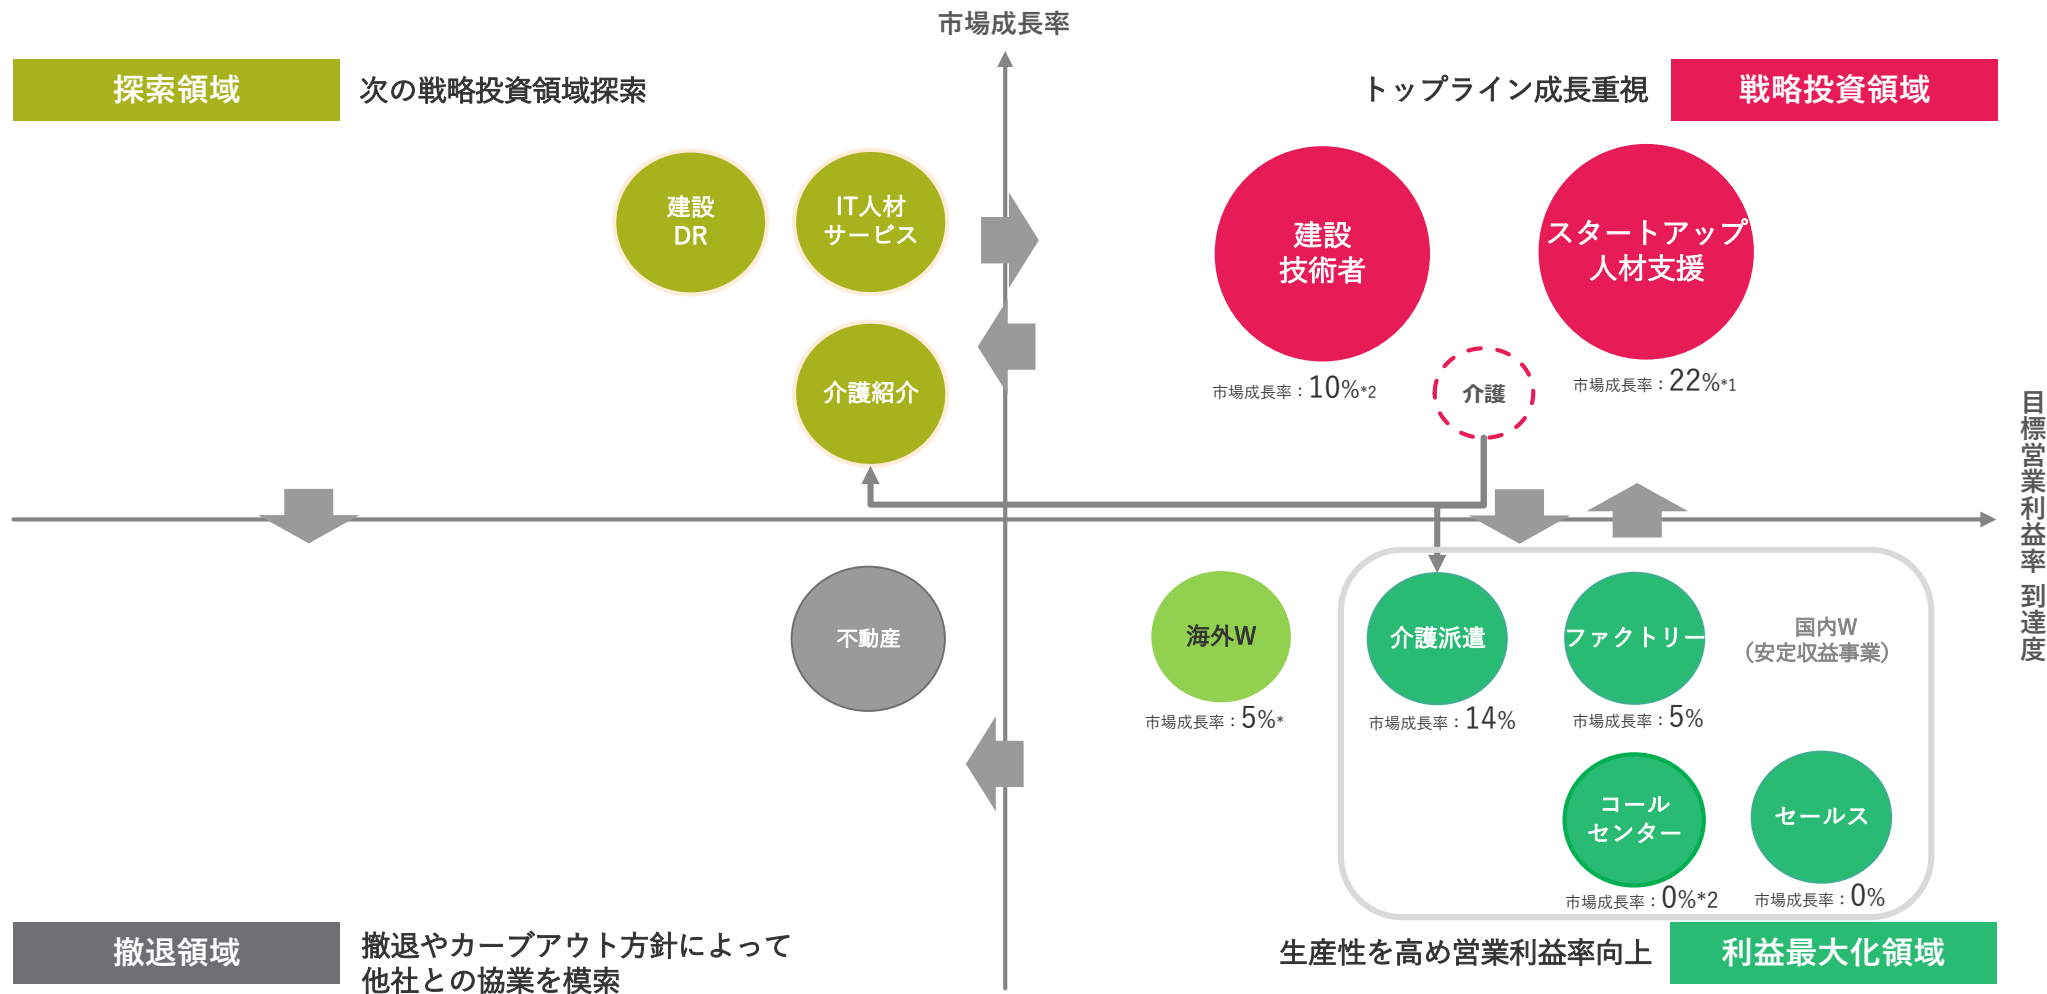 市場成長率
探索領域
次の戦略投資領域探索
トップライン成長重視
戦略投資領域
建設
DR
IT人材
サービス
建設
技術者
スタートアップ
人材支援
介護紹介
市場成長率：10%*2
介護
市場成長率：22%*1
目標営業利益率 到達度
不動産
海外W
市場成長率：5%*
介護派遣
市場成長率：14%
ファクトリー
市場成長率：5%
国内W
（安定収益事業）
コール
センター
市場成長率：0%*2
セールス
市場成長率：0%
撤退領域
撤退やカーブアウト方針によって
他社との協業を模索
生産性を高め営業利益率向上
利益最大化領域